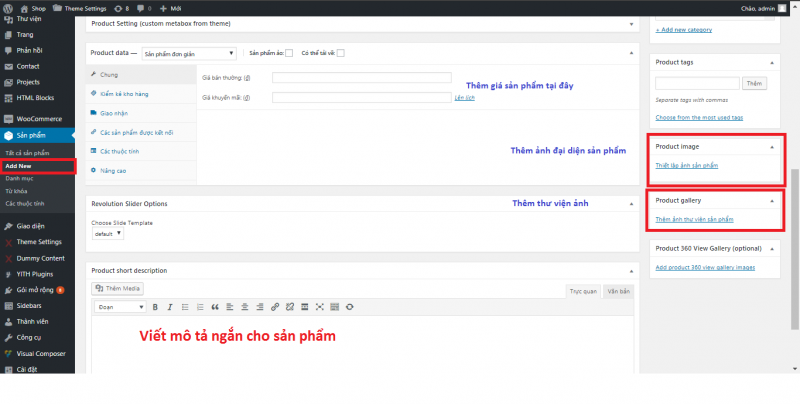 Shop
Theme Settings
8
0
Mới
Chào, admin
Thư viện
Trang
Phản hồi
Contact
Projects
HTML Blocks
WooCommerce
Sản phẩm
Tất cả sản phẩm
Add New
Danh mục
Từ khóa
Các thuộc tính
Giao diện
Theme Settings
Dummy Content
YITH Plugins
Gói mở rộng 8
Sidebars
Thành viên
Công cụ
Visual Composer
Cài đặt
Product Setting (custom metabox from theme)
Product data — Sản phẩm đơn giản Sản phẩm ảo: Có thể tải về:
Chung
Kiểm kê kho hàng
Giao nhận
Các sản phẩm được kết nối
Các thuộc tính
Nâng cao
Giá bán thường: (₫)
Giá khuyến mãi: (₫) Lên lịch
Thêm giá sản phẩm tại đây
Thêm ảnh đại diện sản phẩm
Thêm thư viện ảnh
Revolution Slider Options
Choose Slide Template
default
Product short description
Thêm Media
Trực quan Văn bản
Đoạn B I
Viết mô tả ngắn cho sản phẩm
+ Add new category
Product tags
Thêm
Separate tags with commas
Choose from the most used tags
Product image
Thiết lập ảnh sản phẩm
Product gallery
Thêm ảnh thư viện sản phẩm
Product 360 View Gallery (optional)
Add product 360 view gallery images